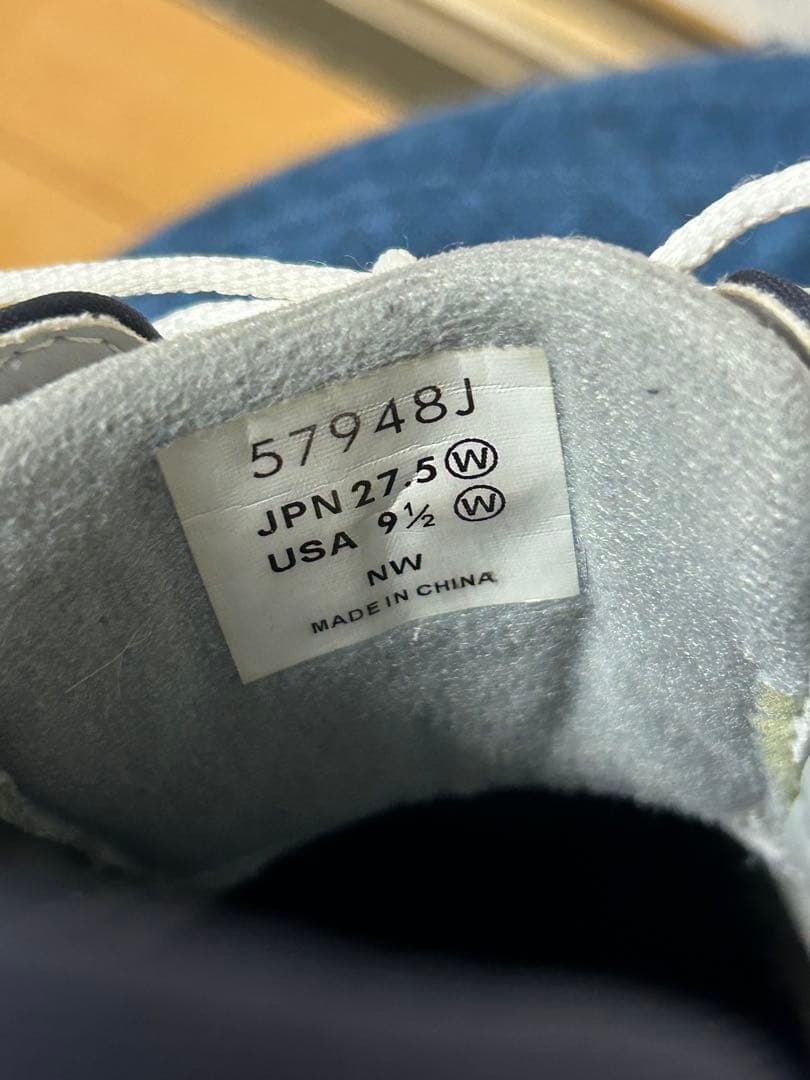 57948J
JPN 27.5 Ⓦ
USA 9½ Ⓦ
NW
MADE IN CHINA